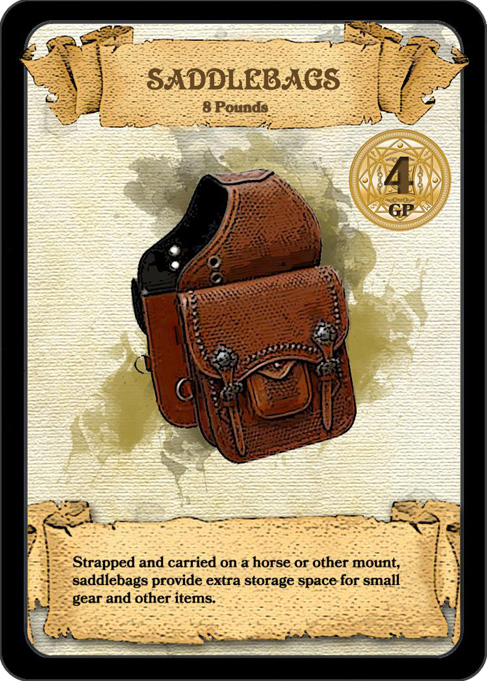 SADDLEBAGS
8 Pounds
4
GP
Strapped and carried on a horse or other mount,
saddlebags provide extra storage space for small
gear and other items.